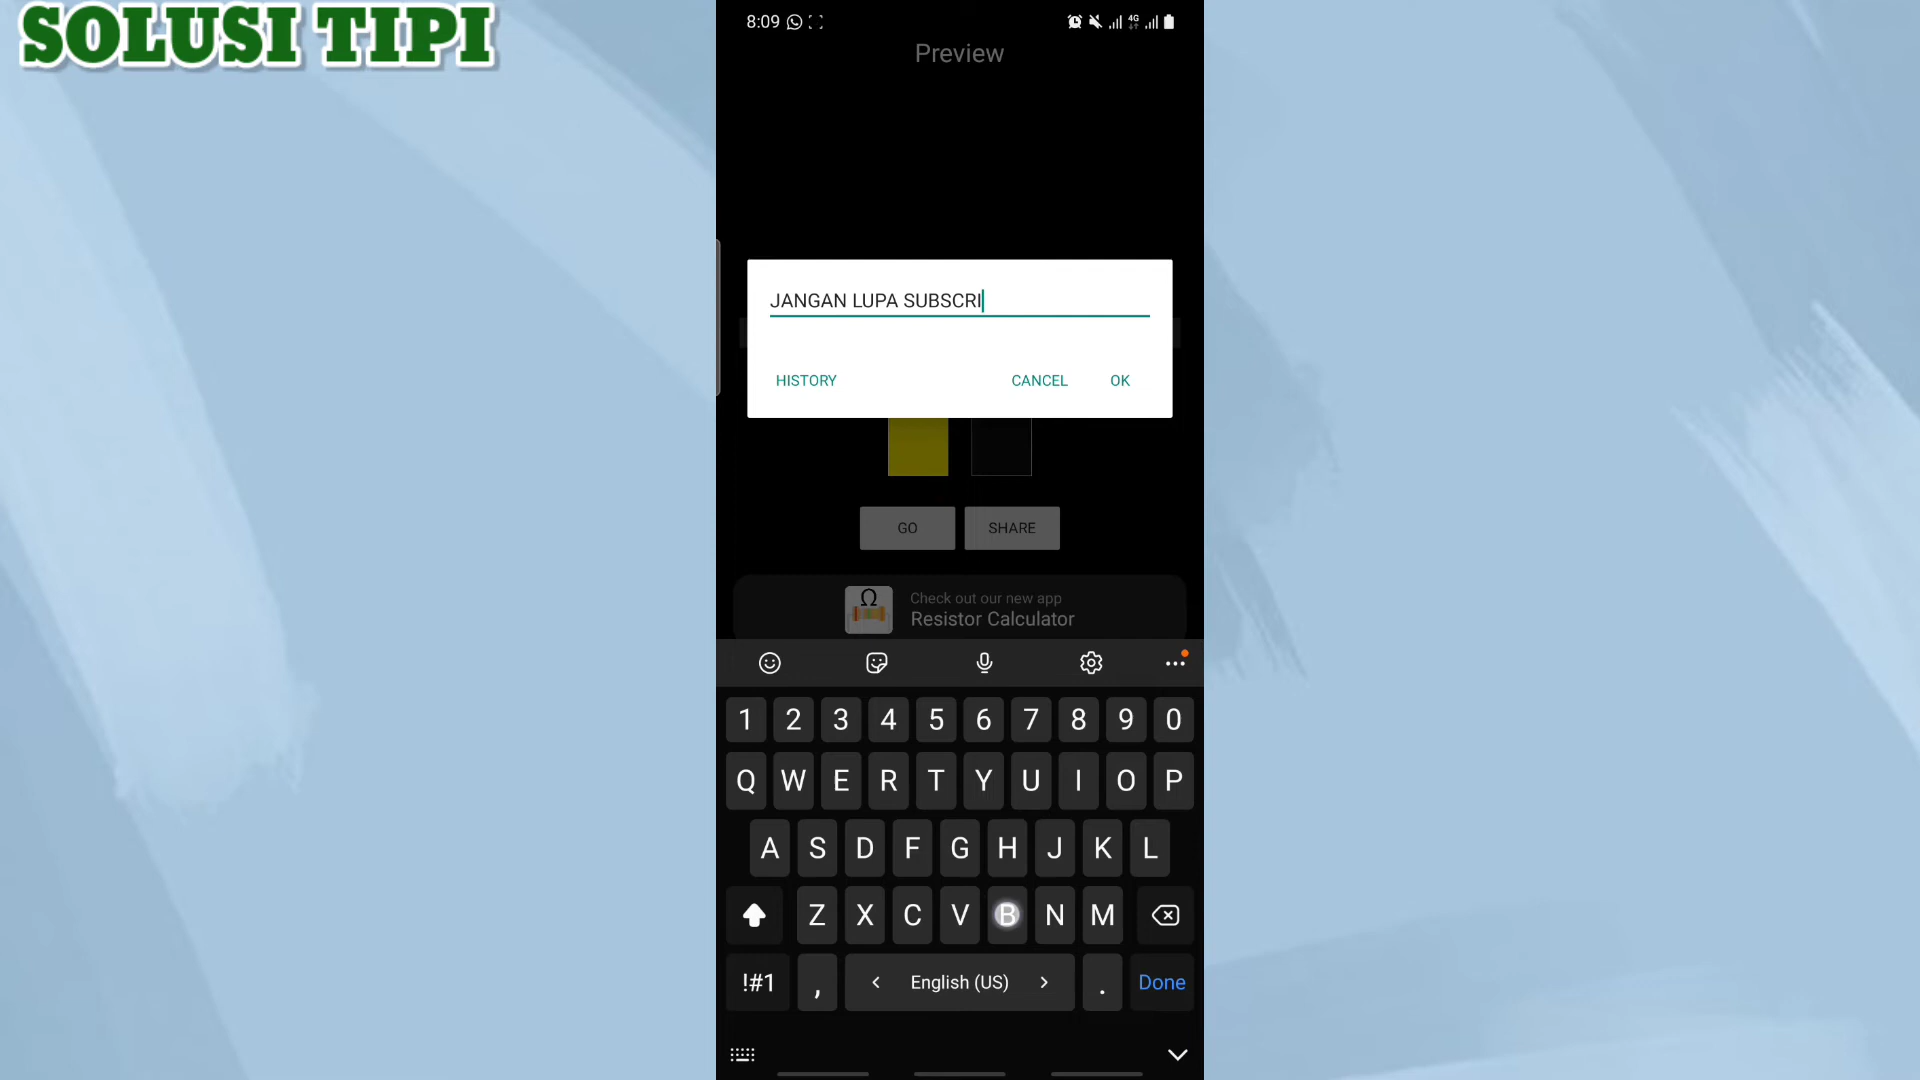 SOLUSI TIPI
8:09
4G
Preview
JANGAN LUPA SUBSCRI
HISTORY CANCEL OK
GO SHARE
Ω
Check out our new app
Resistor Calculator
1 2 3 4 5 6 7 8 9 0
Q W E R T Y U I O P
A S D F G H J K L
Z X C V B N M
!#1 , < English (US) > . Done